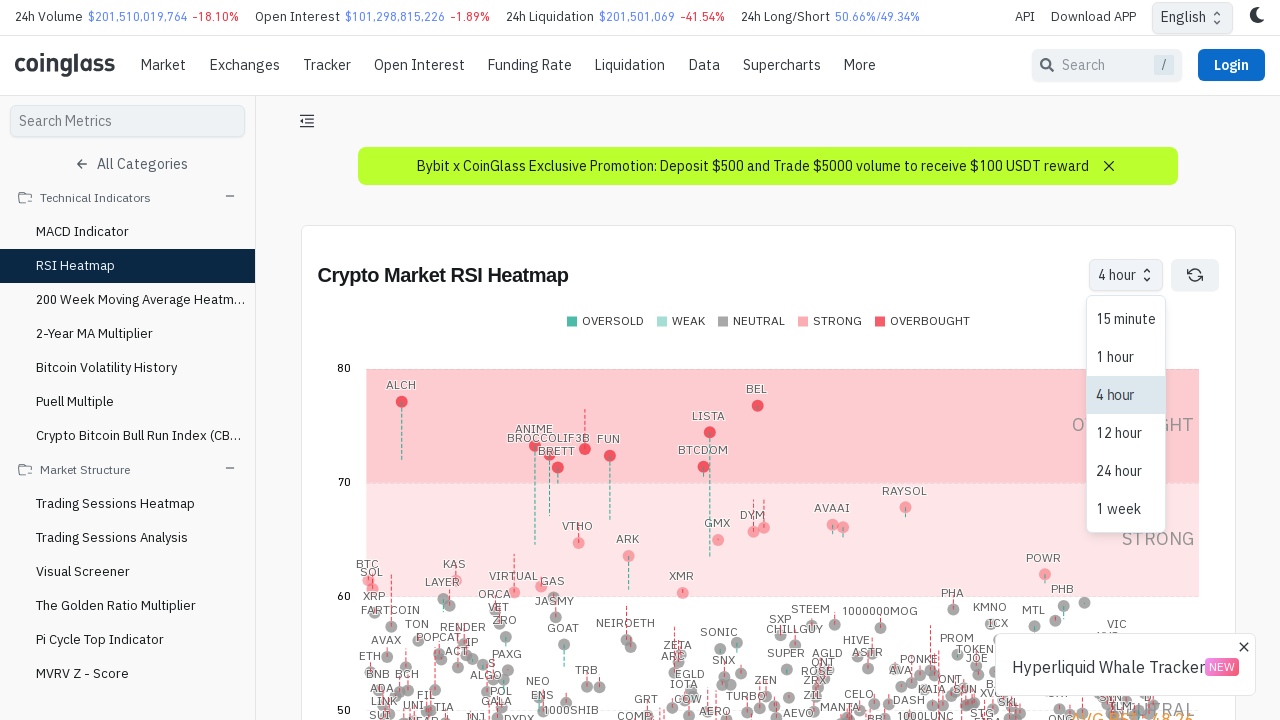 24h Volume $201,510,019,764 -18.10% Open Interest $101,298,815,226 -1.89% 24h Liquidation $201,501,069 -41.54% 24h Long/Short 50.66%/49.34% API Download APP English
coinglass Market Exchanges Tracker Open Interest Funding Rate Liquidation Data Supercharts More Search / Login
Search Metrics
All Categories
Technical Indicators
MACD Indicator
RSI Heatmap
200 Week Moving Average Heatm...
2-Year MA Multiplier
Bitcoin Volatility History
Puell Multiple
Crypto Bitcoin Bull Run Index (CB...
Market Structure
Trading Sessions Heatmap
Trading Sessions Analysis
Visual Screener
The Golden Ratio Multiplier
Pi Cycle Top Indicator
MVRV Z - Score
Bybit x CoinGlass Exclusive Promotion: Deposit $500 and Trade $5000 volume to receive $100 USDT reward
Crypto Market RSI Heatmap
4 hour
15 minute
1 hour
4 hour
12 hour
24 hour
1 week
OVERSOLD WEAK NEUTRAL STRONG OVERBOUGHT
80
ALCH BEL
LISTA
ANIME
BROCCOLIF3B FUN
BRETT BTCDOM
70
RAYSOL
AVAAI
DYM
GMX
VTHO
ARK
STRONG
POWR
BTC KAS
SOL
VIRTUAL XMR
LAYER GAS
PHB
60
XRP ORCA JASMY PHA
FARTCOIN VET STEEM 1000000MOG KMNO MTL
TON ZRO NEIROETH SXP ICX VIC
RENDER GOAT CHILLGUY
AVAX POPCAT SONIC HIVE PROM
ZETA TOKEN
ETH PAXG SNX SUPER AGLD ASTR PONKE JOE
ACT ONT
BNB BCH ALGO TRB EGLD ROSE AVA
ADA POL ENS IOTA ZEN ZRX KAIA SUN
LINK FIL GALA GRT TURBO ZIL CELO DASH
UNI TIA 1000SHIB AERO AEVO MANTA
SUI DYDX COMP 1000LUNC
50
NEUTRAL
Hyperliquid Whale Tracker NEW